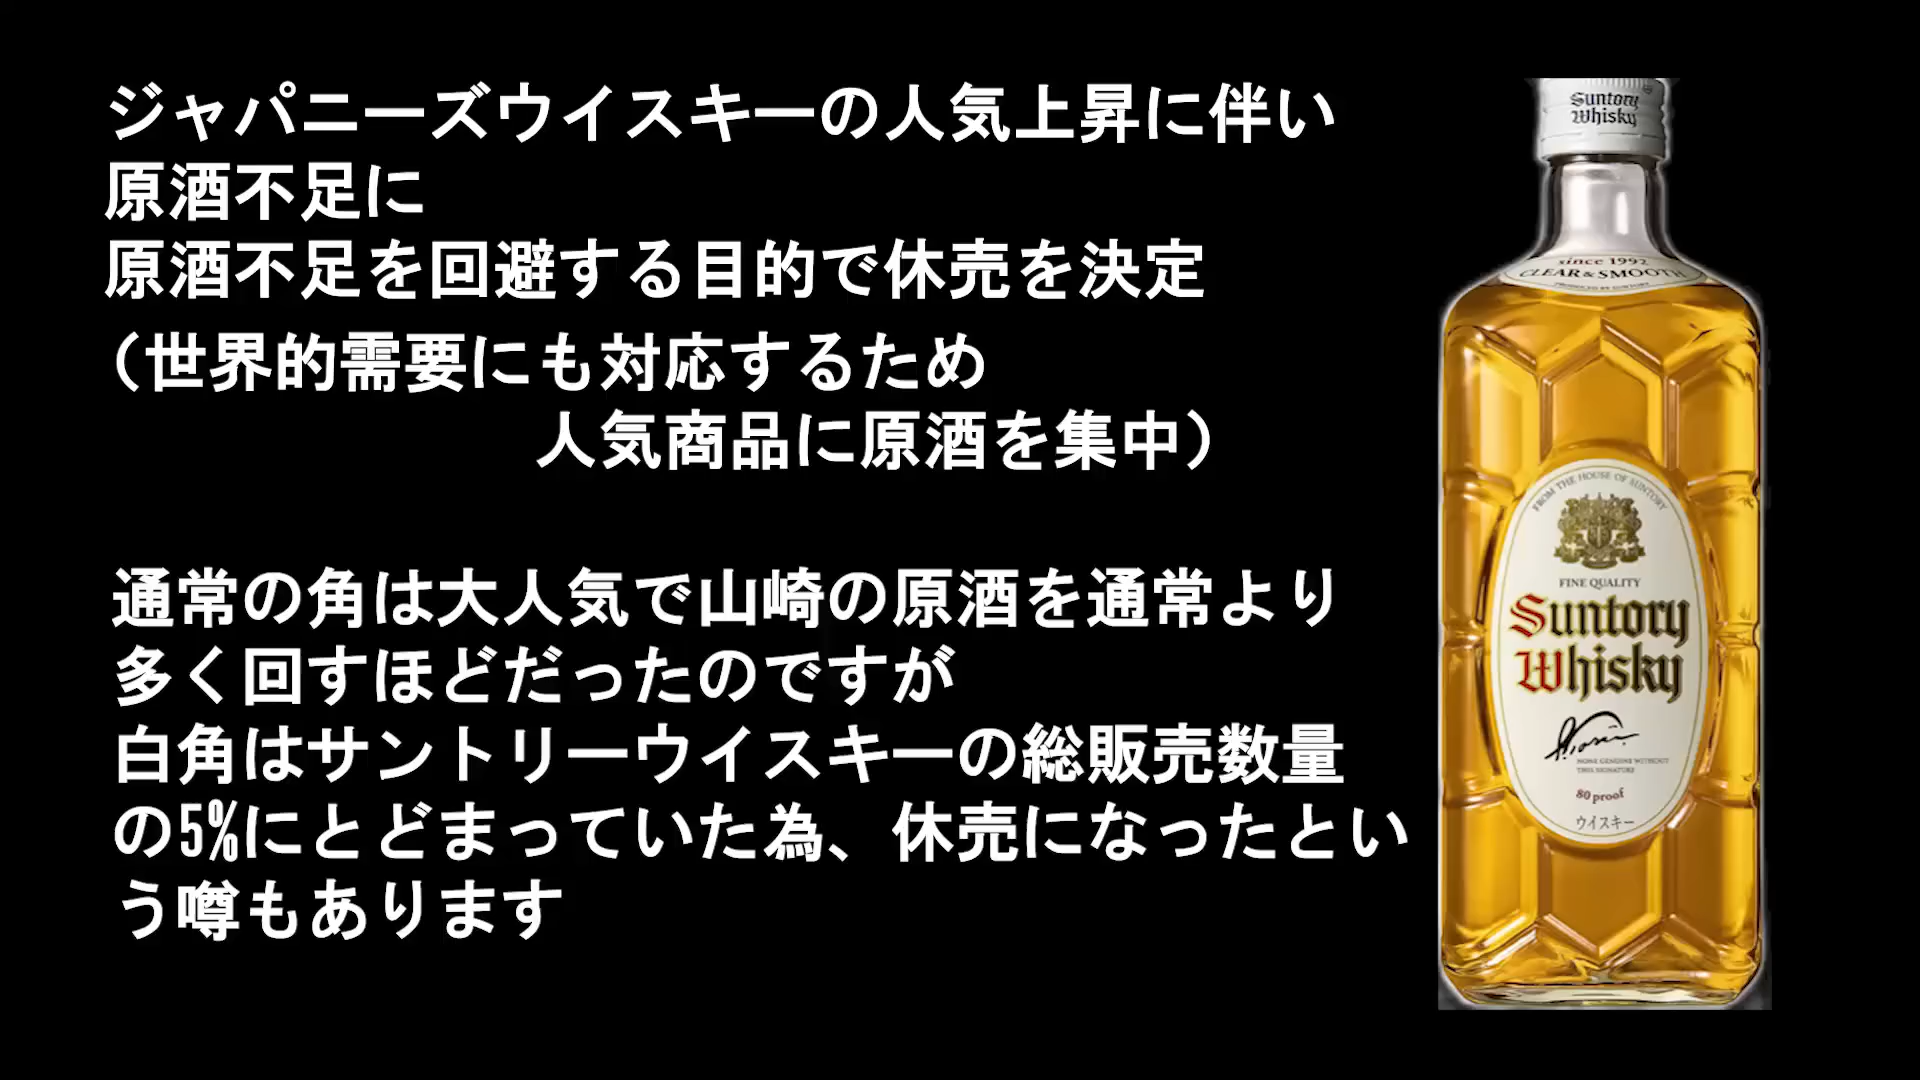 ジャパニーズウイスキーの人気上昇に伴い
原酒不足に
原酒不足を回避する目的で休売を決定
（世界的需要にも対応するため
人気商品に原酒を集中）
通常の角は大人気で山崎の原酒を通常より
多く回すほどだったのですが
白角はサントリーウイスキーの総販売数量
の5%にとどまっていた為、休売になったとい
う噂もあります
Suntory
Whisky
since 1992
CLEAR & SMOOTH
PRODUCED BY SUNTORY
FROM THE HOUSE OF SUNTORY
FINE QUALITY
Suntory
Whisky
NONE GENUINE WITHOUT
THIS SIGNATURE
80 proof
ウイスキー